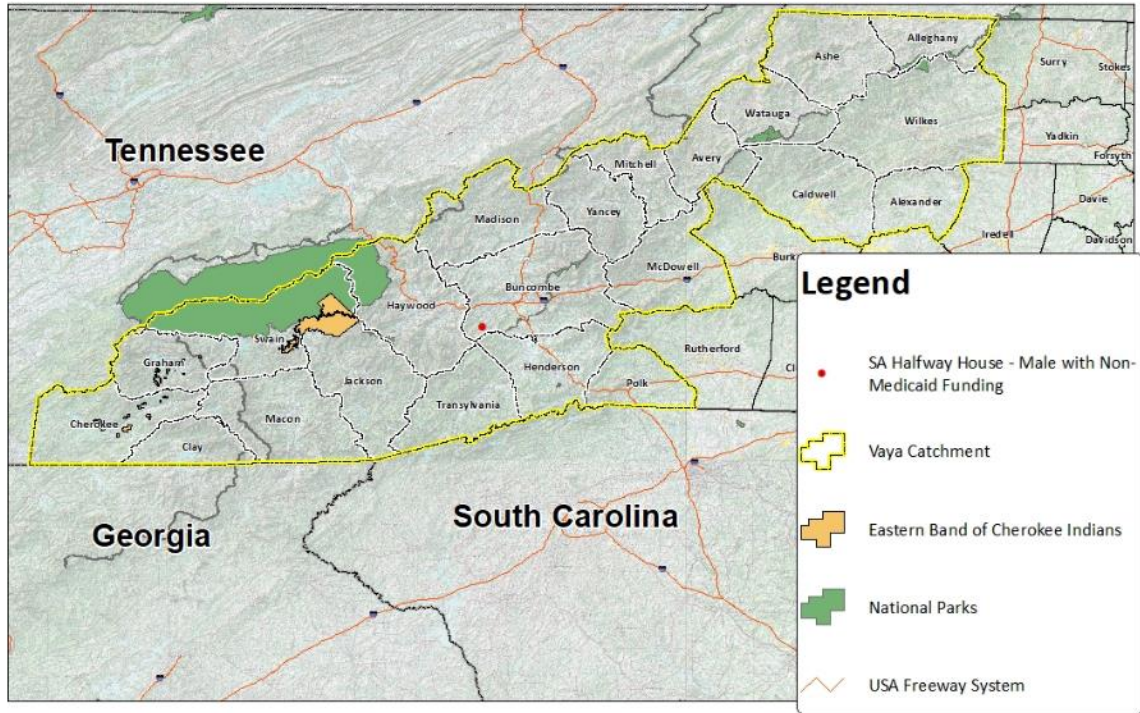 Alleghany
Ashe
Surry
Stokes
Watauga
Wilkes
Tennessee
Yadkin
Mitchell
Avery
Forsyth
Caldwell
Alexander
Davie
Madison
Yancey
Iredell
Davidson
McDowell
Burk
Buncombe
Haywood
Swain
Graham
Rutherford
Cl
Henderson
Jackson
Polk
Transylvania
Macon
Cherokee
Clay
Georgia
South Carolina
Legend
SA Halfway House - Male with Non-
Medicaid Funding
Vaya Catchment
Eastern Band of Cherokee Indians
National Parks
USA Freeway System